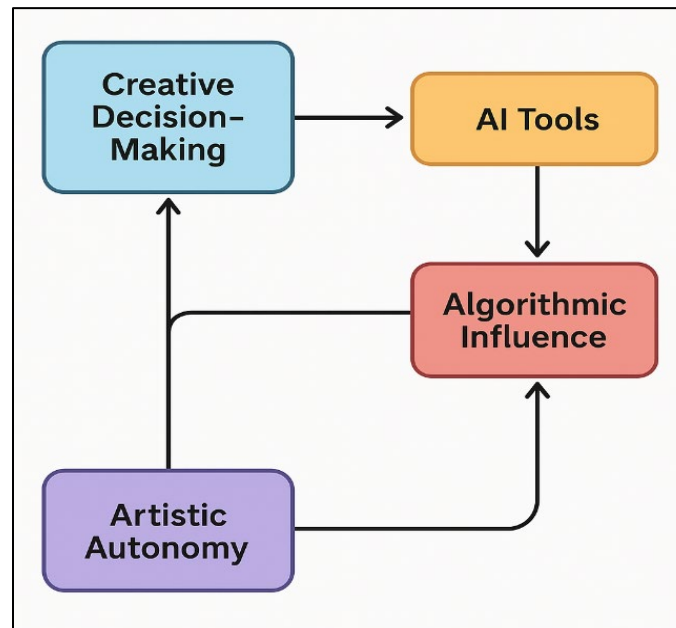 Creative
Decision–
Making
AI Tools
Algorithmic
Influence
Artistic
Autonomy